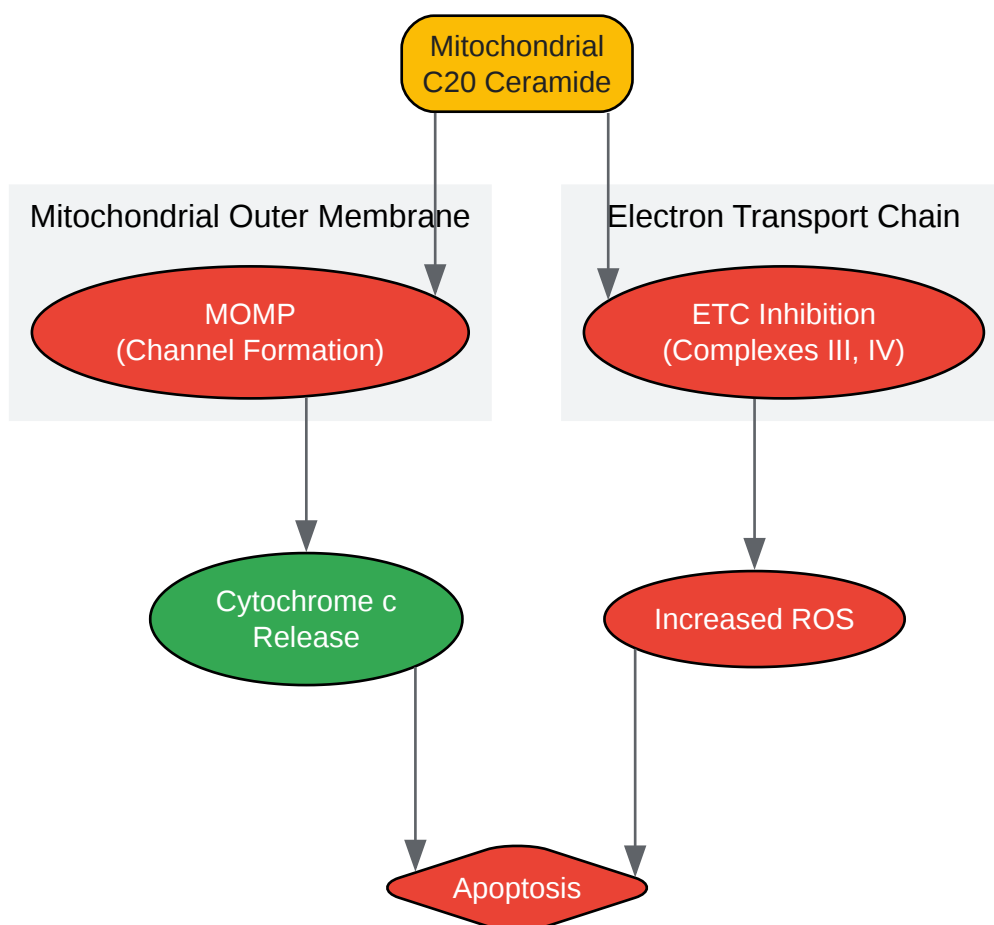 Mitochondrial
C20 Ceramide
Mitochondrial Outer Membrane
Electron Transport Chain
MOMP
(Channel Formation)
ETC Inhibition
(Complexes III, IV)
Cytochrome c
Release
Increased ROS
Apoptosis